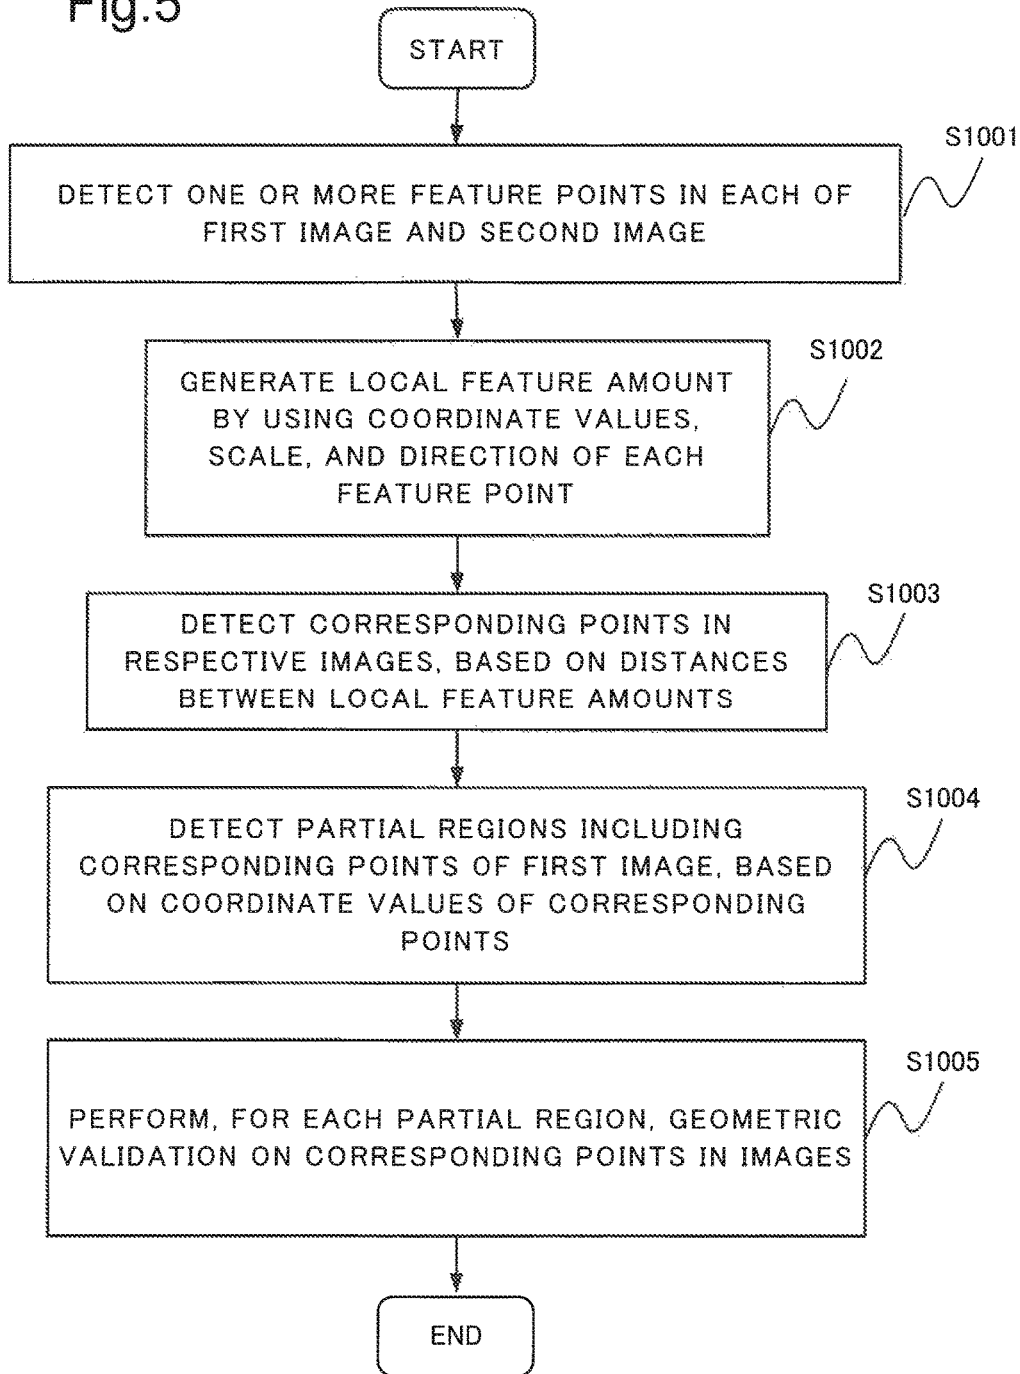 Fig.5
START
S1001
DETECT ONE OR MORE FEATURE POINTS IN EACH OF
FIRST IMAGE AND SECOND IMAGE
S1002
GENERATE LOCAL FEATURE AMOUNT
BY USING COORDINATE VALUES,
SCALE, AND DIRECTION OF EACH
FEATURE POINT
S1003
DETECT CORRESPONDING POINTS IN
RESPECTIVE IMAGES, BASED ON DISTANCES
BETWEEN LOCAL FEATURE AMOUNTS
S1004
DETECT PARTIAL REGIONS INCLUDING
CORRESPONDING POINTS OF FIRST IMAGE, BASED
ON COORDINATE VALUES OF CORRESPONDING
POINTS
S1005
PERFORM, FOR EACH PARTIAL REGION, GEOMETRIC
VALIDATION ON CORRESPONDING POINTS IN IMAGES
END